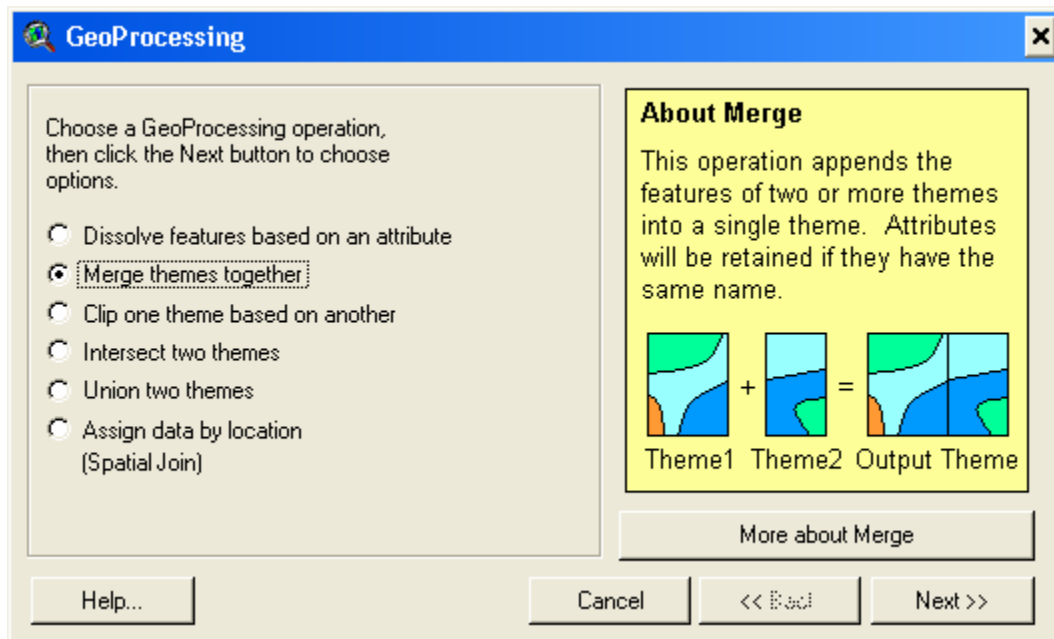 GeoProcessing
Choose a GeoProcessing operation,
then click the Next button to choose
options.
Dissolve features based on an attribute
Merge themes together
Clip one theme based on another
Intersect two themes
Union two themes
Assign data by location
(Spatial Join)
About Merge
This operation appends the
features of two or more themes
into a single theme.  Attributes
will be retained if they have the
same name.
+ =
Theme1 Theme2 Output Theme
More about Merge
Help... Cancel << Back Next >>